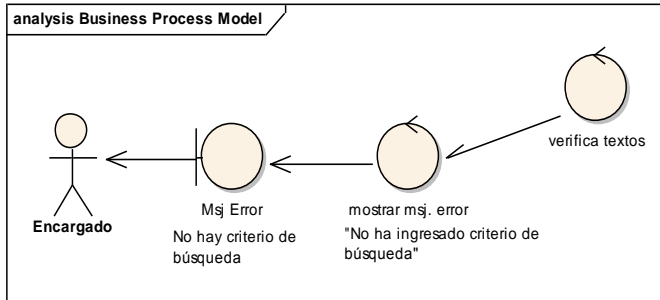 analysis Business Process Model
verifica textos
Encargado
Msj Error
No hay criterio de
búsqueda
mostrar msj. error
"No ha ingresado criterio de
búsqueda"